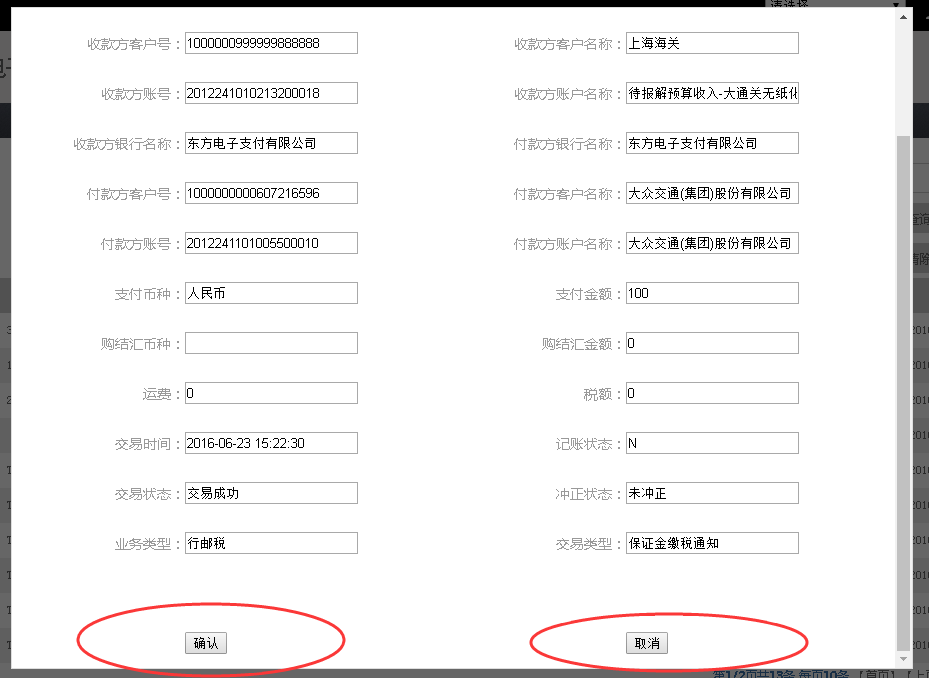 请选择
收款方客户号：1000000999999888888 收款方客户名称：上海海关
收款方账号：2012241010213200018 收款方账户名称：待报解预算收入-大通关无纸化
收款方银行名称：东方电子支付有限公司 付款方银行名称：东方电子支付有限公司
付款方客户号：1000000000607216596 付款方客户名称：大众交通(集团)股份有限公司
付款方账号：2012241101005500010 付款方账户名称：大众交通(集团)股份有限公司
支付币种：人民币 支付金额：100
购结汇币种： 购结汇金额：0
运费：0 税额：0
交易时间：2016-06-23 15:22:30 记账状态：N
交易状态：交易成功 冲正状态：未冲正
业务类型：行邮税 交易类型：保证金缴税通知
确认 取消
第1/2页共13条 每页10条 【首页】【上